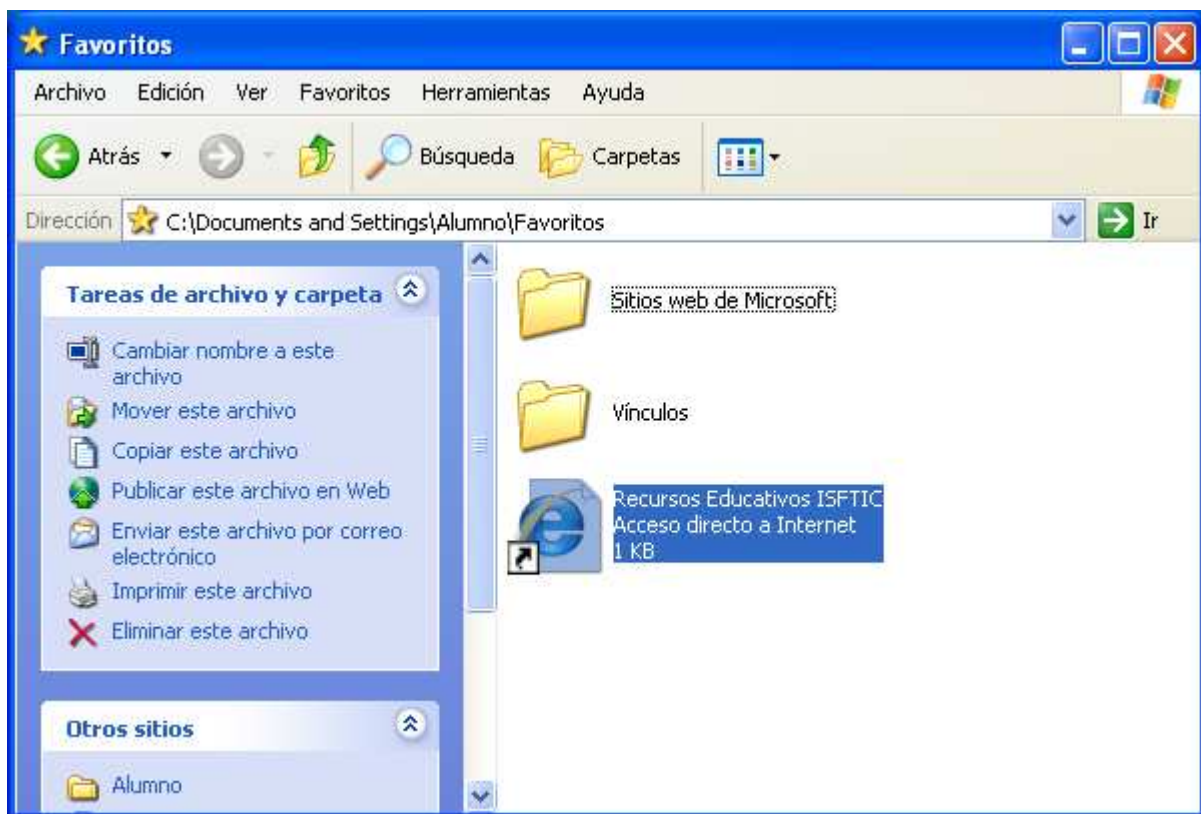 Favoritos
Archivo Edición Ver Favoritos Herramientas Ayuda
Atrás Búsqueda Carpetas
Dirección C:\Documents and Settings\Alumno\Favoritos Ir
Tareas de archivo y carpeta
Cambiar nombre a este
archivo
Mover este archivo
Copiar este archivo
Publicar este archivo en Web
Enviar este archivo por correo
electrónico
Imprimir este archivo
Eliminar este archivo
Otros sitios
Alumno
Sitios web de Microsoft
Vínculos
Recursos Educativos ISFTIC
Acceso directo a Internet
1 KB